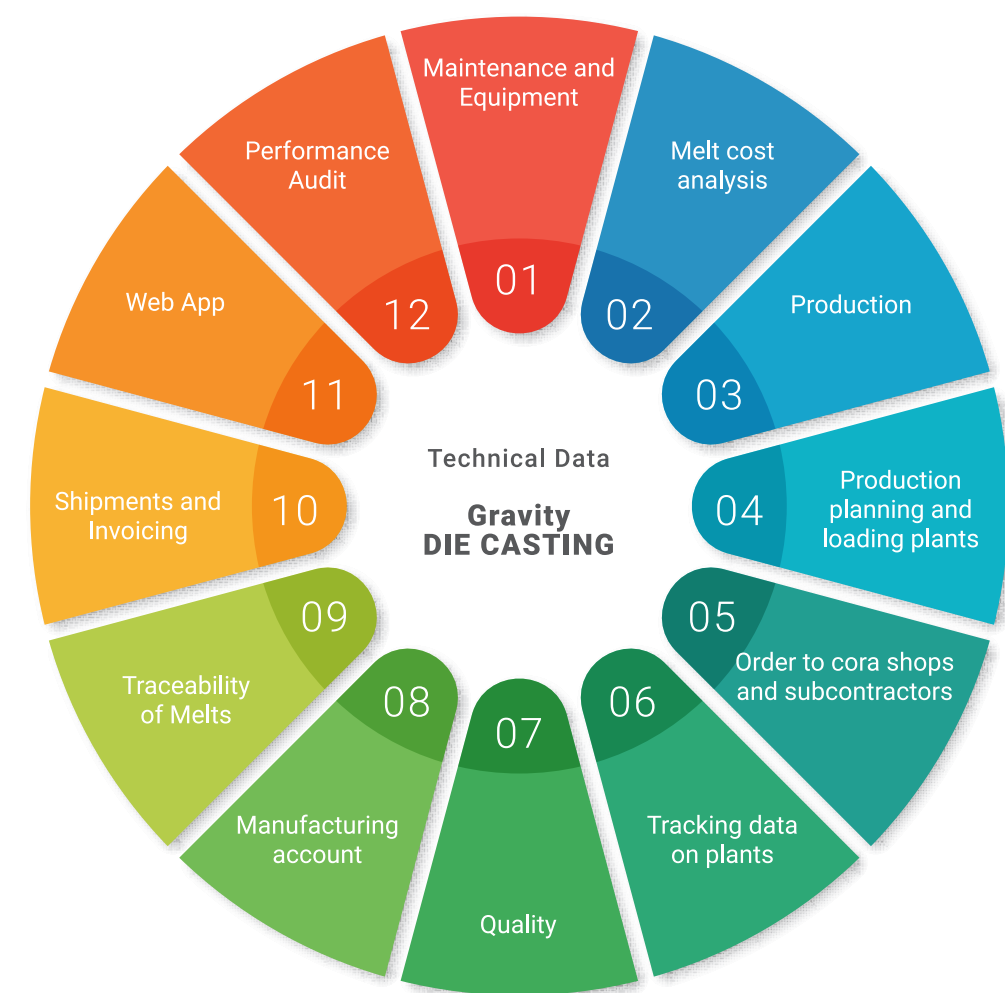 Maintenance and
Equipment
01
Melt cost
analysis
02
Production
03
Production
planning and
loading plants
04
Order to cora shops
and subcontractors
05
Tracking data
on plants
06
Quality
07
Manufacturing
account
08
Traceability
of Melts
09
Shipments and
Invoicing
10
Web App
11
Performance
Audit
12
Technical Data
Gravity
DIE CASTING